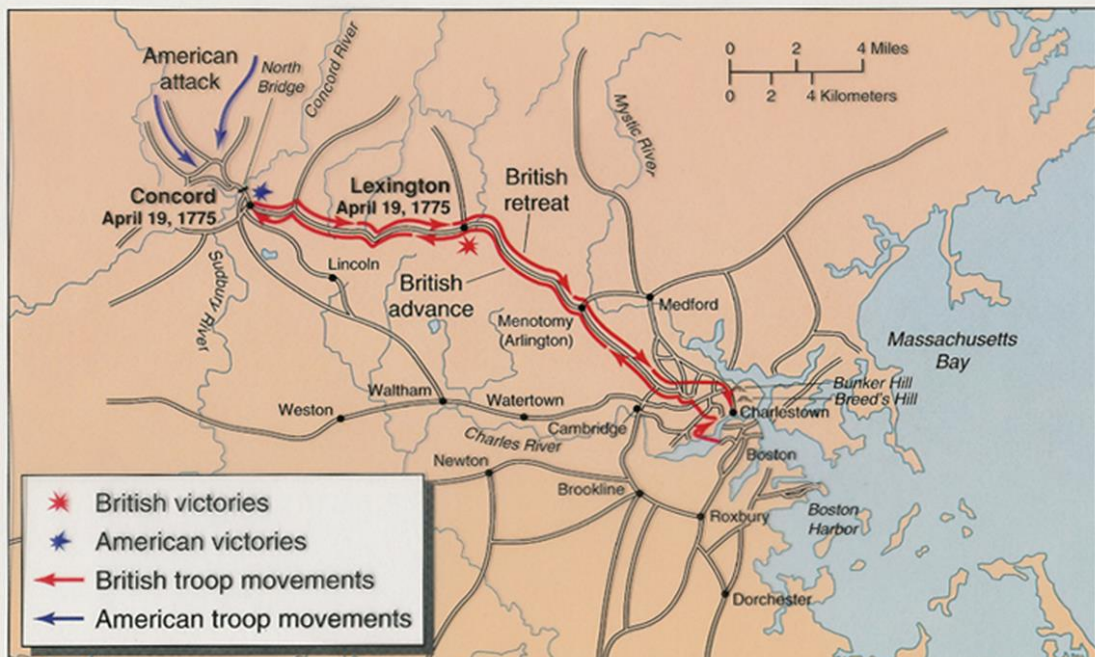 American
attack
North
Bridge
Concord River
0 2 4 Miles
0 2 4 Kilometers
Mystic River
Concord
April 19, 1775
Lexington
April 19, 1775
British
retreat
Lincoln
British
advance
Sudbury River
Menotomy
(Arlington)
Medford
Massachusetts
Bay
Waltham
Weston
Watertown
Cambridge
Bunker Hill
Breed's Hill
Charlestown
Charles River
Newton
Boston
Brookline
Roxbury
Boston
Harbor
Dorchester
British victories
American victories
British troop movements
American troop movements